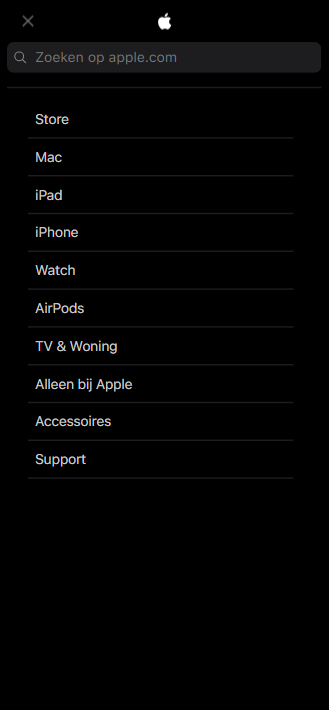 Zoeken op apple.com
Store
Mac
iPad
iPhone
Watch
AirPods
TV & Woning
Alleen bij Apple
Accessoires
Support